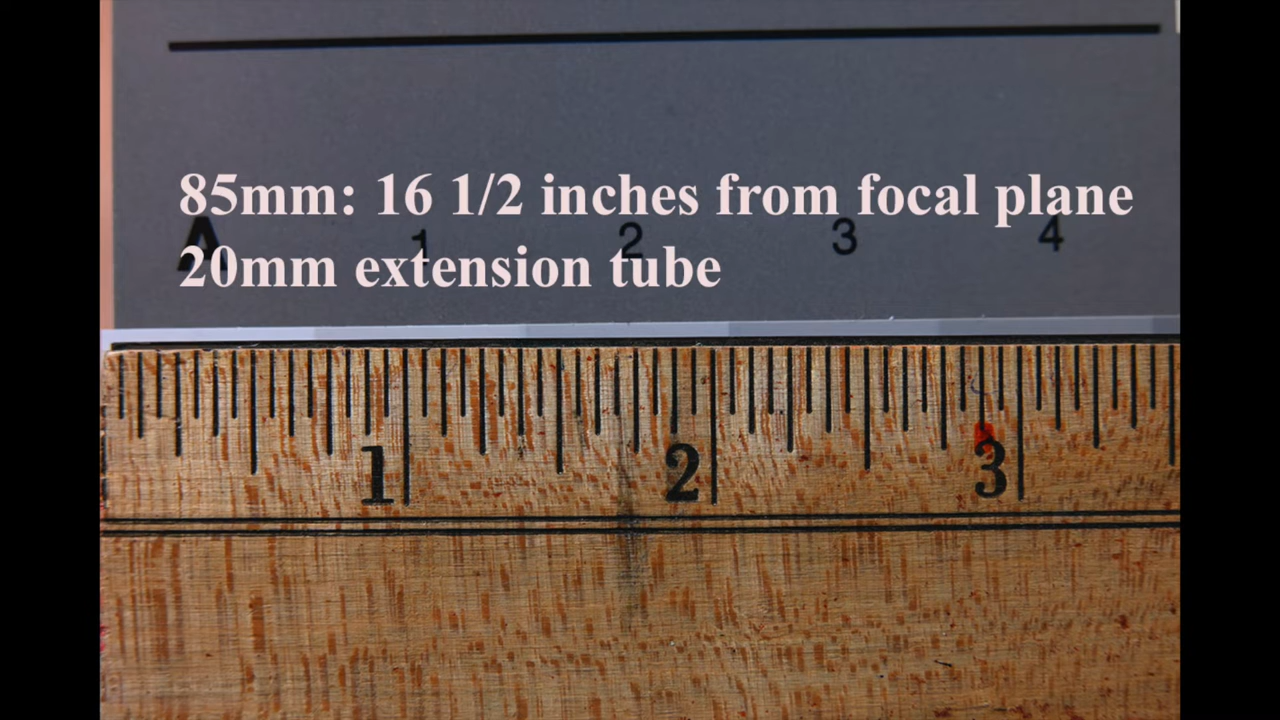 85mm: 16 1/2 inches from focal plane
20mm extension tube
A 1 2 3 4
1 2 3